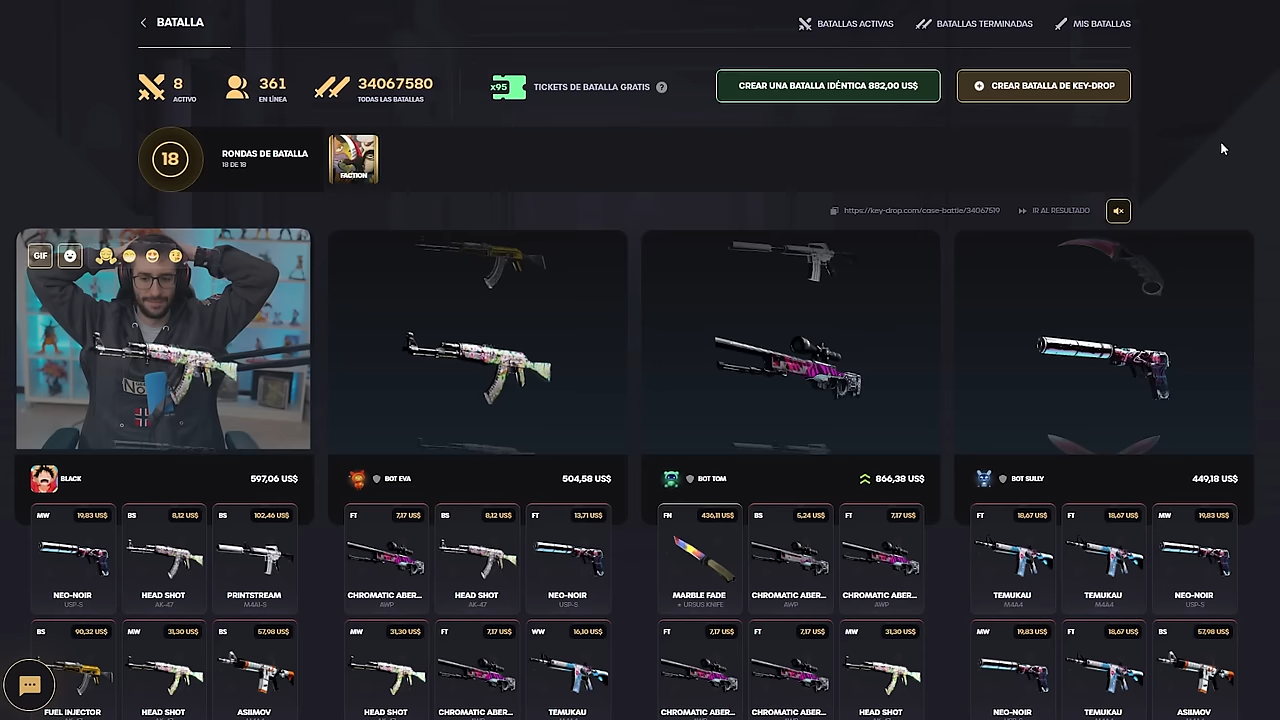 BATALLA
BATALLAS ACTIVAS
BATALLAS TERMINADAS
MIS BATALLAS
8
ACTIVO
361
EN LÍNEA
34067580
TODAS LAS BATALLAS
x95
TICKETS DE BATALLA GRATIS
?
CREAR UNA BATALLA IDÉNTICA 882,00 US$
CREAR BATALLA DE KEY-DROP
18
RONDAS DE BATALLA
18 DE 18
FACTION
https://key-drop.com/case-battle/34067519
IR AL RESULTADO
GIF
BLACK
597,06 US$
BOT EVA
504,58 US$
BOT TOM
866,38 US$
BOT SULLY
449,18 US$
MW 19,83 US$
BS 8,12 US$
BS 102,46 US$
FT 7,17 US$
BS 8,12 US$
FT 13,71 US$
FN 436,11 US$
BS 5,24 US$
FT 7,17 US$
FT 18,67 US$
FT 18,67 US$
MW 19,83 US$
NEO-NOIR
USP-S
HEAD SHOT
AK-47
PRINTSTREAM
M4A1-S
CHROMATIC ABER...
AWP
HEAD SHOT
AK-47
NEO-NOIR
USP-S
MARBLE FADE
★ URSUS KNIFE
CHROMATIC ABER...
AWP
CHROMATIC ABER...
AWP
TEMUKAU
M4A4
TEMUKAU
M4A4
NEO-NOIR
USP-S
BS 90,32 US$
MW 31,30 US$
BS 57,98 US$
MW 31,30 US$
FT 7,17 US$
WW 16,10 US$
FT 7,17 US$
FT 7,17 US$
MW 31,30 US$
MW 19,83 US$
FT 18,67 US$
BS 57,98 US$
FUEL INJECTOR
HEAD SHOT
ASIIMOV
HEAD SHOT
CHROMATIC ABER...
TEMUKAU
CHROMATIC ABER...
CHROMATIC ABER...
HEAD SHOT
NEO-NOIR
TEMUKAU
ASIIMOV